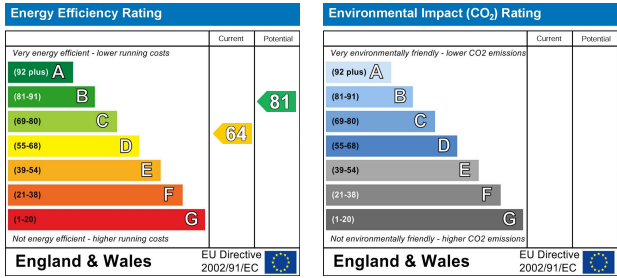 Energy Efficiency Rating
Current Potential
Very energy efficient - lower running costs
(92 plus) A
(81-91) B
(69-80) C
(55-68) D
(39-54) E
(21-38) F
(1-20) G
64
81
Not energy efficient - higher running costs
England & Wales
EU Directive
2002/91/EC
Environmental Impact (CO₂) Rating
Current Potential
Very environmentally friendly - lower CO2 emissions
(92 plus) A
(81-91) B
(69-80) C
(55-68) D
(39-54) E
(21-38) F
(1-20) G
Not environmentally friendly - higher CO2 emissions
England & Wales
EU Directive
2002/91/EC